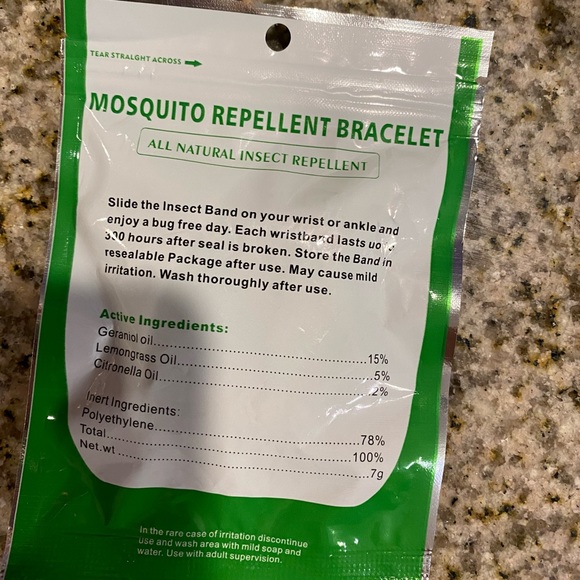 TEAR STRALGHT ACROSS
MOSQUITO REPELLENT BRACELET
ALL NATURAL INSECT REPELLENT
Slide the Insect Band on your wrist or ankle and
enjoy a bug free day. Each wristband lasts
300 hours after seal is broken. Store the Band in
resealable Package after use. May cause mild
irritation. Wash thoroughly after use.
Active Ingredients:
Geraniol oil.....15%
Lemongrass Oil.....5%
Citronella Oil.....2%
Inert Ingredients:
Polyethylene.....78%
Total.....100%
Net.wt.....7g
In the rare case of irritation discontinue
use and wash area with mild soap and
water. Use with adult supervision.